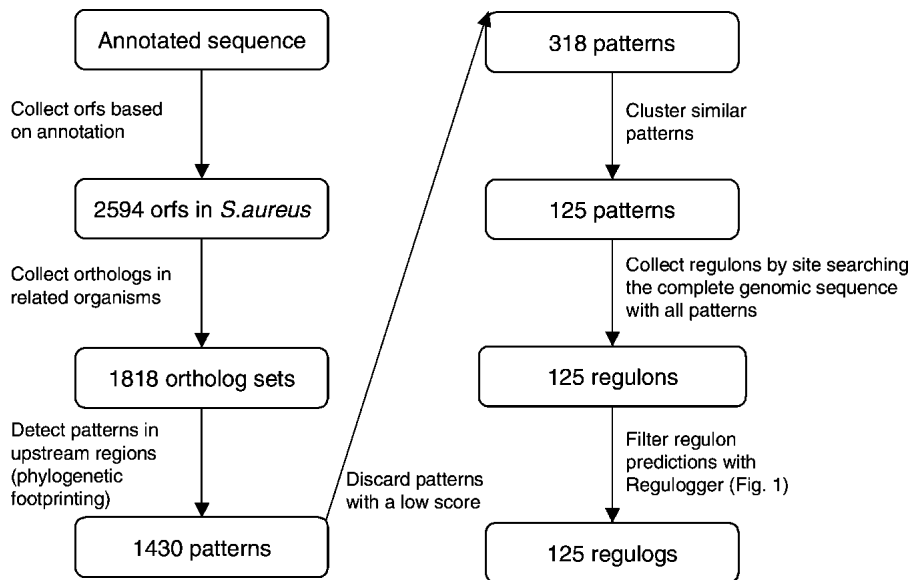 Annotated sequence
Collect orfs based
on annotation
2594 orfs in S.aureus
Collect orthologs in
related organisms
1818 ortholog sets
Detect patterns in
upstream regions
(phylogenetic
footprinting)
1430 patterns
Discard patterns
with a low score
318 patterns
Cluster similar
patterns
125 patterns
Collect regulons by site searching
the complete genomic sequence
with all patterns
125 regulons
Filter regulon
predictions with
Regulogger (Fig. 1)
125 regulogs